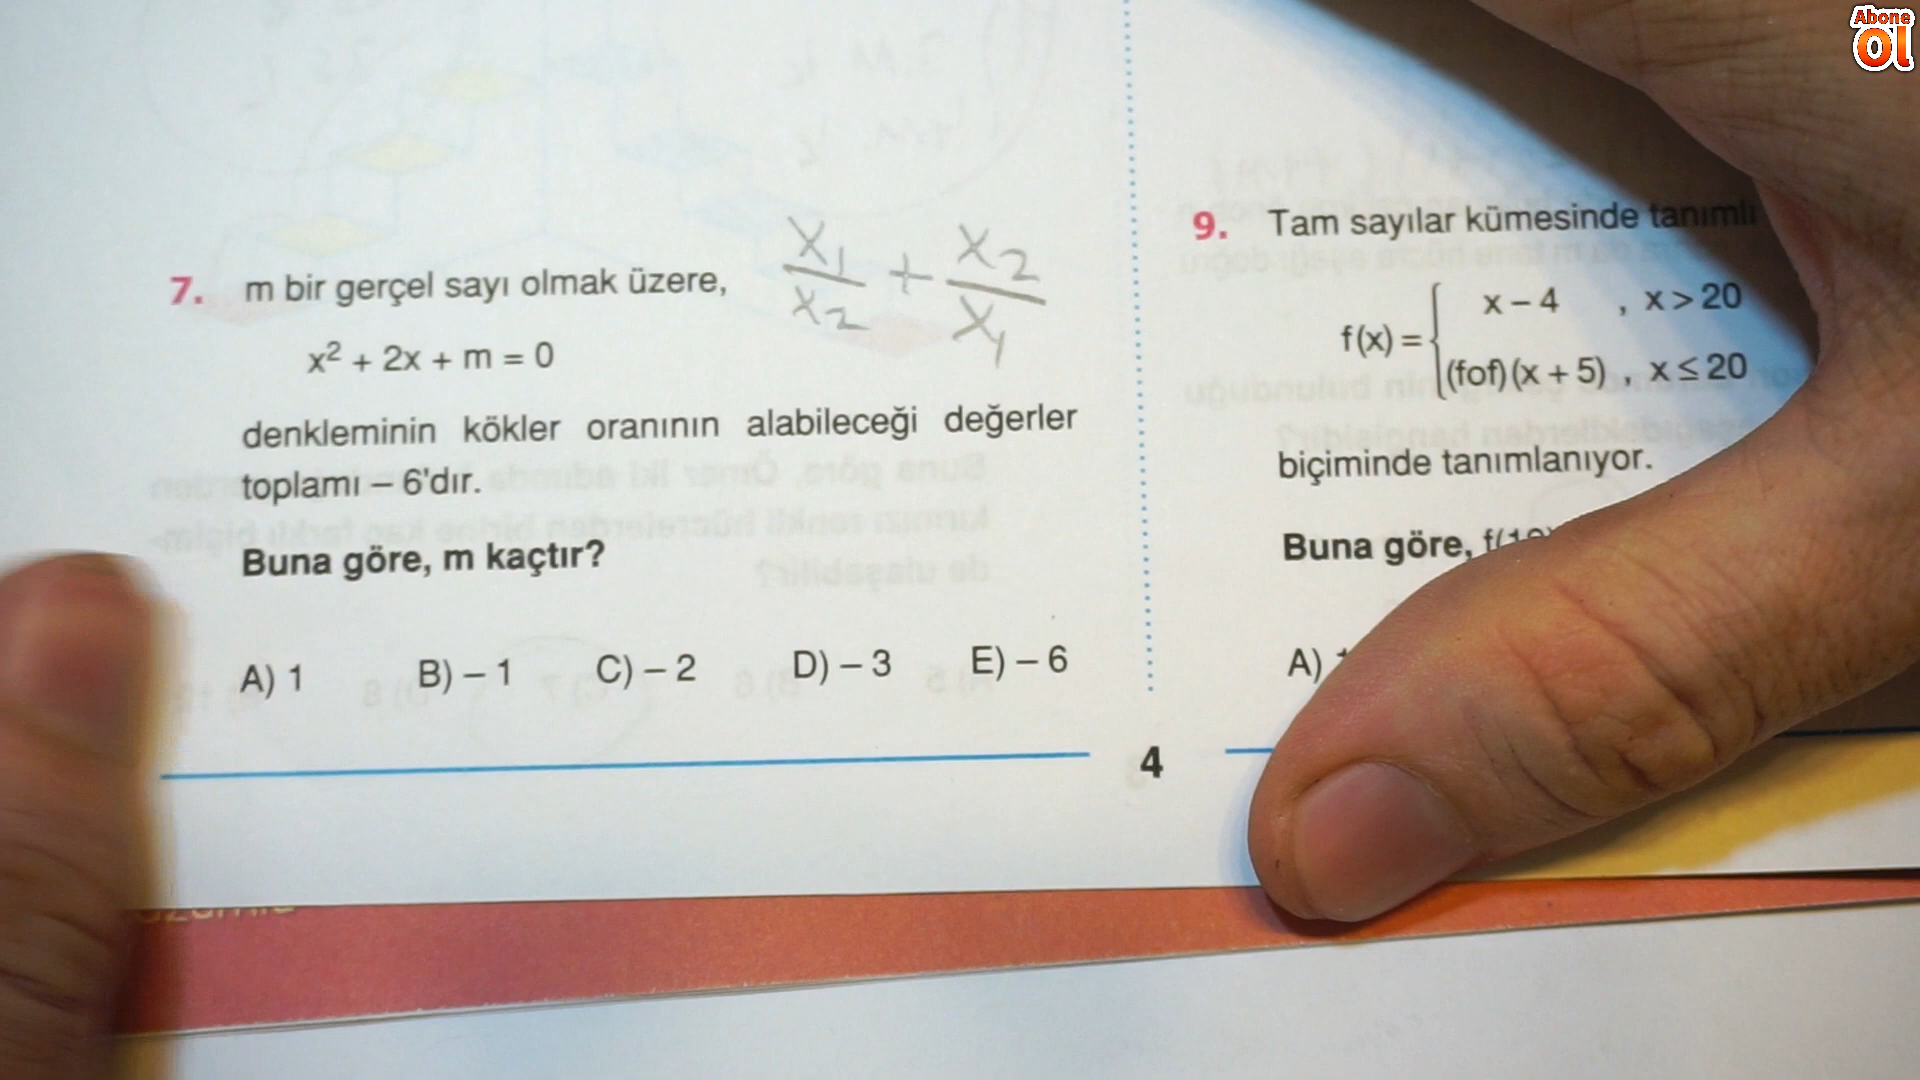 Abone
Ol
7. m bir gerçel sayı olmak üzere,
x² + 2x + m = 0
denkleminin kökler oranının alabileceği değerler
toplamı – 6'dır.
Buna göre, m kaçtır?
A) 1 B) – 1 C) – 2 D) – 3 E) – 6
x₁/x₂ + x₂/x₁
9. Tam sayılar kümesinde tanımlı
f(x) = { x – 4 , x > 20
(fof)(x + 5) , x ≤ 20
biçiminde tanımlanıyor.
Buna göre,
A)
4